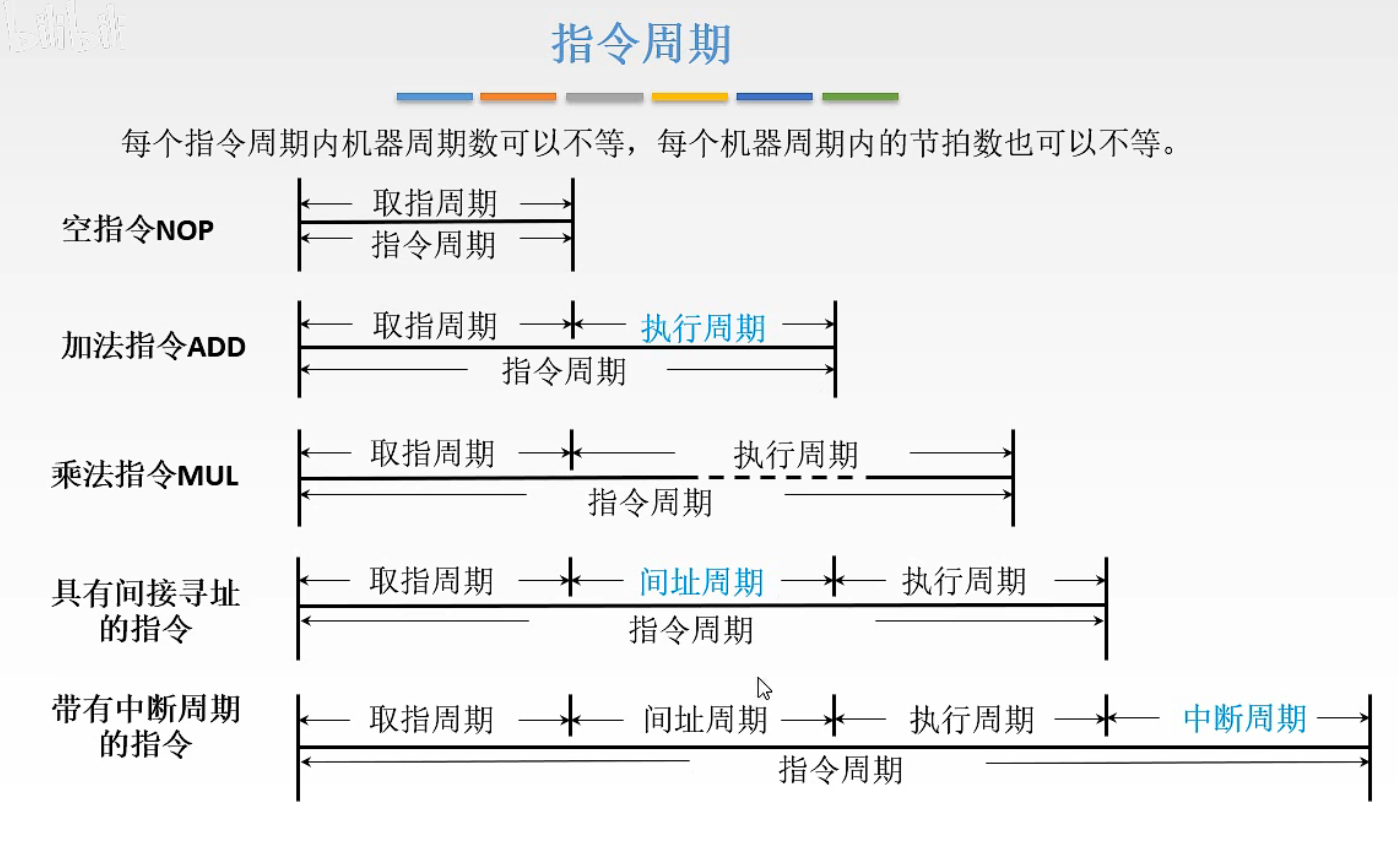 bilibili
指令周期
每个指令周期内机器周期数可以不等，每个机器周期内的节拍数也可以不等。
取指周期
空指令NOP
指令周期
取指周期 执行周期
加法指令ADD
指令周期
取指周期 执行周期
乘法指令MUL
指令周期
取指周期 间址周期 执行周期
具有间接寻址
的指令
指令周期
带有中断周期
取指周期 间址周期 执行周期 中断周期
的指令
指令周期